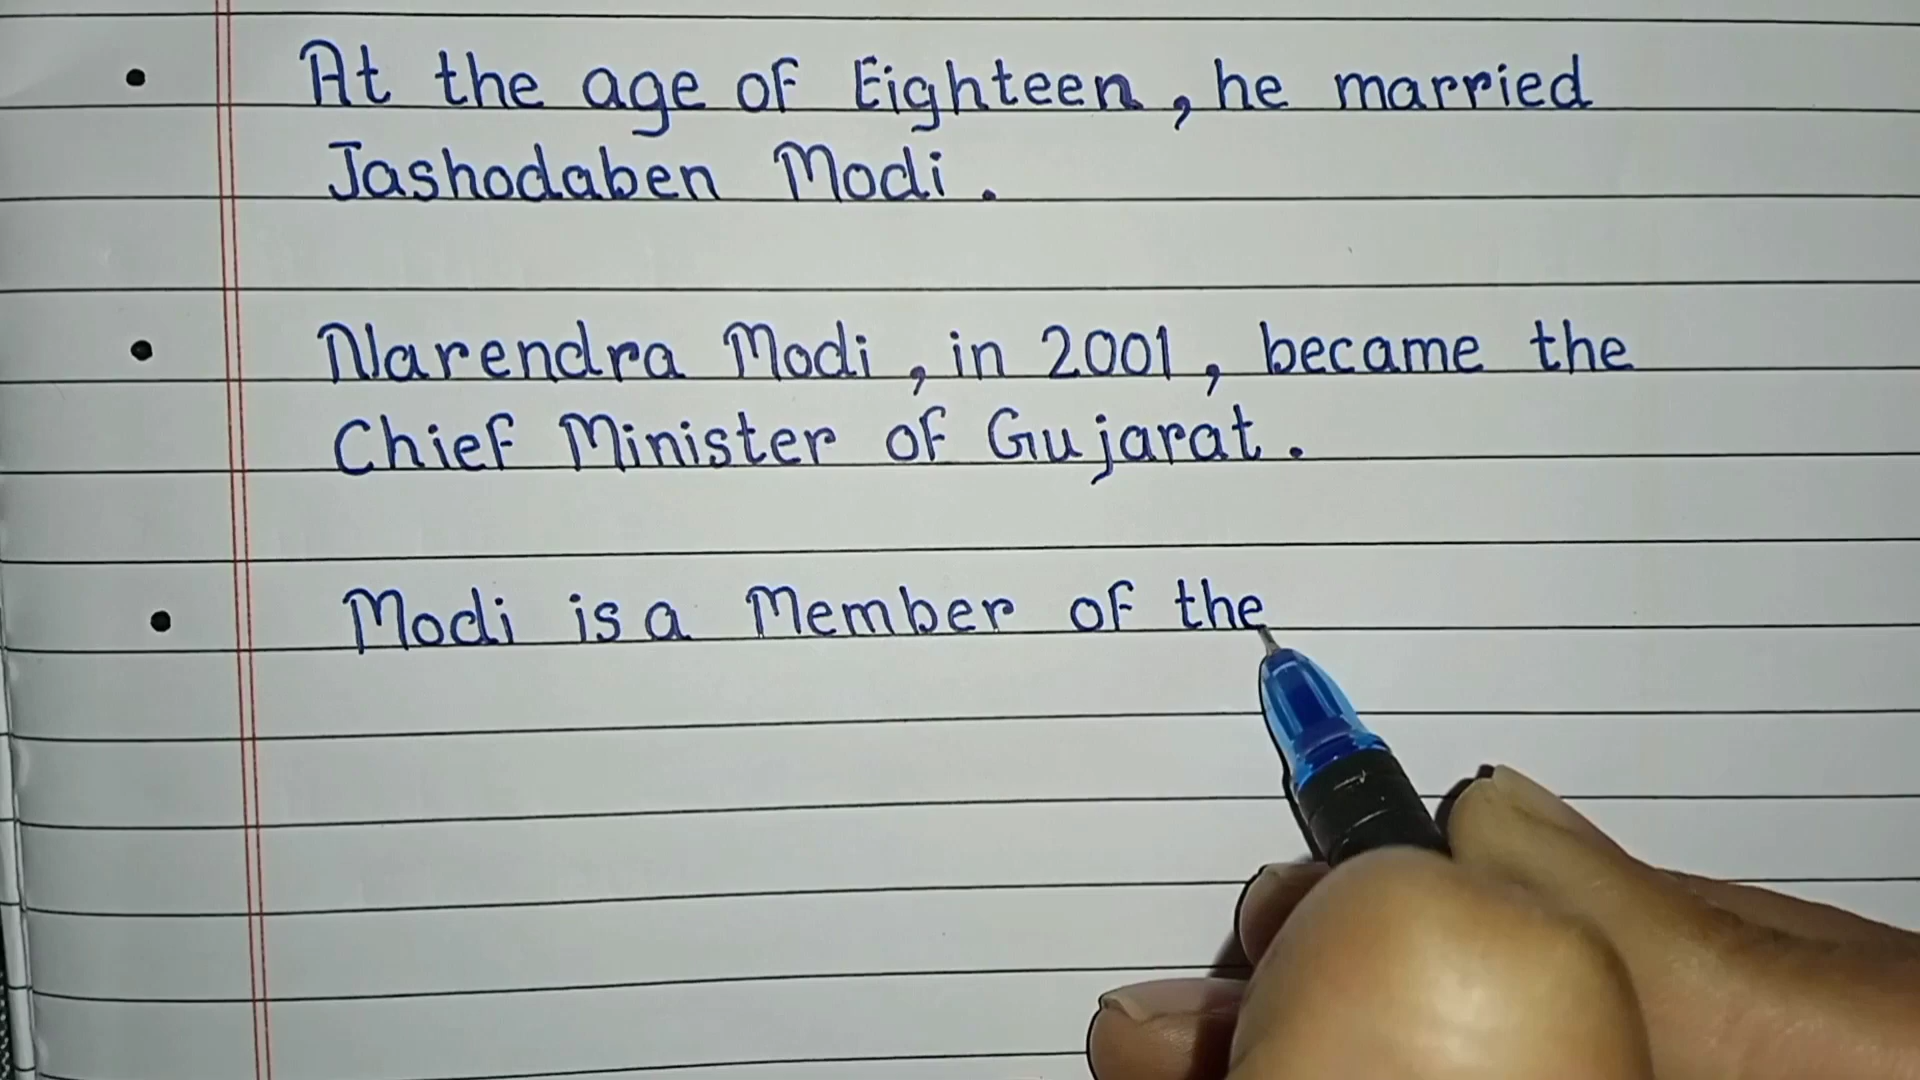 • At the age of Eighteen, he married
Jashodaben Modi.
• Narendra Modi, in 2001, became the
Chief Minister of Gujarat.
• Modi is a Member of the